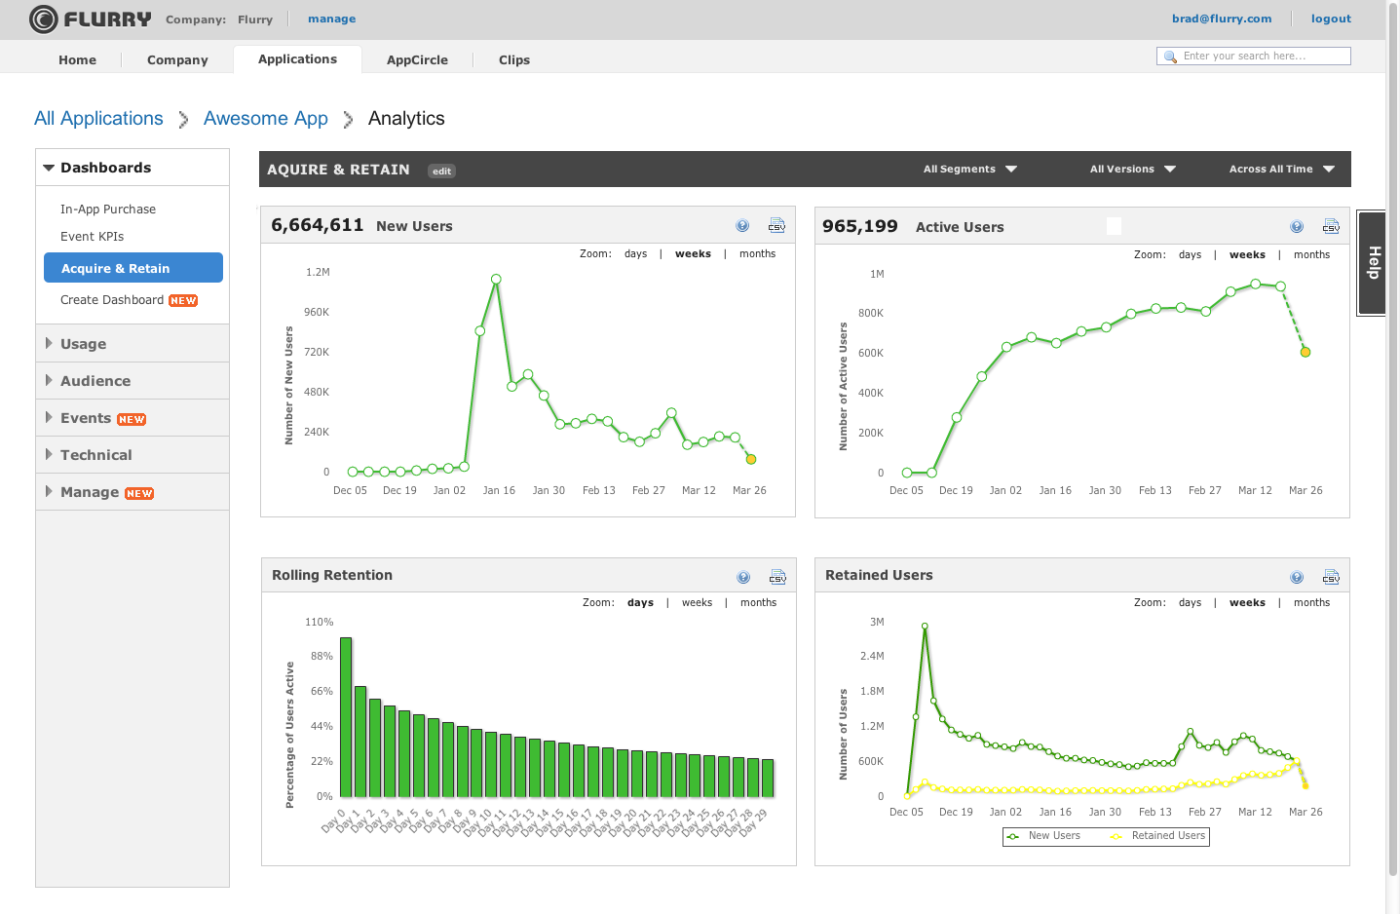 FLURRY Company: Flurry manage brad@flurry.com logout
Home Company Applications AppCircle Clips Enter your search here...
All Applications Awesome App Analytics
Dashboards
In-App Purchase
Event KPIs
Acquire & Retain
Create Dashboard NEW
Usage
Audience
Events NEW
Technical
Manage NEW
AQUIRE & RETAIN edit All Segments All Versions Across All Time
6,664,611 New Users CSV
Zoom: days | weeks | months
Number of New Users
1.2M
960K
720K
480K
240K
0
Dec 05 Dec 19 Jan 02 Jan 16 Jan 30 Feb 13 Feb 27 Mar 12 Mar 26
965,199 Active Users CSV
Zoom: days | weeks | months
Number of Active Users
1M
800K
600K
400K
200K
0
Dec 05 Dec 19 Jan 02 Jan 16 Jan 30 Feb 13 Feb 27 Mar 12 Mar 26
Help
Rolling Retention CSV
Zoom: days | weeks | months
Percentage of Users Active
110%
88%
66%
44%
22%
0%
Day 0 Day 1 Day 2 Day 3 Day 4 Day 5 Day 6 Day 7 Day 8 Day 9 Day 10 Day 11 Day 12 Day 13 Day 14 Day 15 Day 16 Day 17 Day 18 Day 19 Day 20 Day 21 Day 22 Day 23 Day 24 Day 25 Day 26 Day 27 Day 28 Day 29
Retained Users CSV
Zoom: days | weeks | months
Number of Users
3M
2.4M
1.8M
1.2M
600K
0
Dec 05 Dec 19 Jan 02 Jan 16 Jan 30 Feb 13 Feb 27 Mar 12 Mar 26
New Users Retained Users